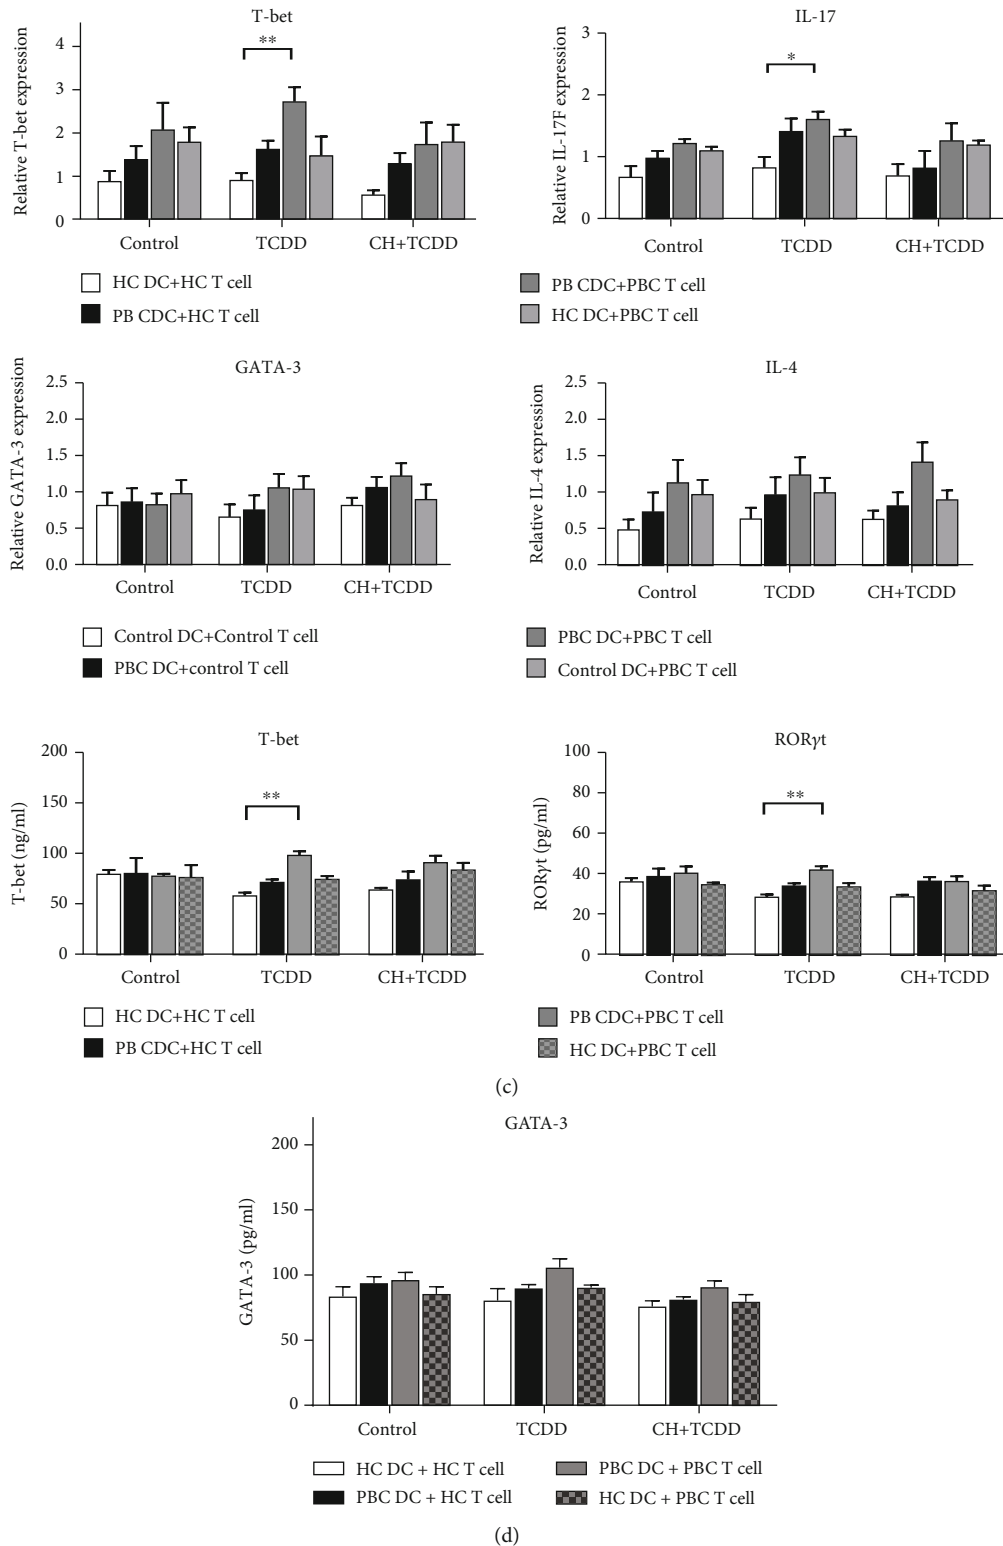 T-bet
Relative T-bet expression
4
3
2
1
0
**
Control
TCDD
CH+TCDD
IL-17
Relative IL-17F expression
3
2
1
0
*
Control
TCDD
CH+TCDD
HC DC+HC T cell
PB CDC+HC T cell
PB CDC+PBC T cell
HC DC+PBC T cell
GATA-3
Relative GATA-3 expression
2.5
2.0
1.5
1.0
0.5
0.0
Control
TCDD
CH+TCDD
IL-4
Relative IL-4 expression
2.5
2.0
1.5
1.0
0.5
0.0
Control
TCDD
CH+TCDD
Control DC+Control T cell
PBC DC+control T cell
PBC DC+PBC T cell
Control DC+PBC T cell
T-bet
T-bet (ng/ml)
200
150
100
50
0
**
Control
TCDD
CH+TCDD
RORγt
RORγt (pg/ml)
100
80
60
40
20
0
**
Control
TCDD
CH+TCDD
HC DC+HC T cell
PB CDC+HC T cell
PB CDC+PBC T cell
HC DC+PBC T cell
(c)
GATA-3
GATA-3 (pg/ml)
200
150
100
50
0
Control
TCDD
CH+TCDD
HC DC + HC T cell
PBC DC + HC T cell
PBC DC + PBC T cell
HC DC + PBC T cell
(d)